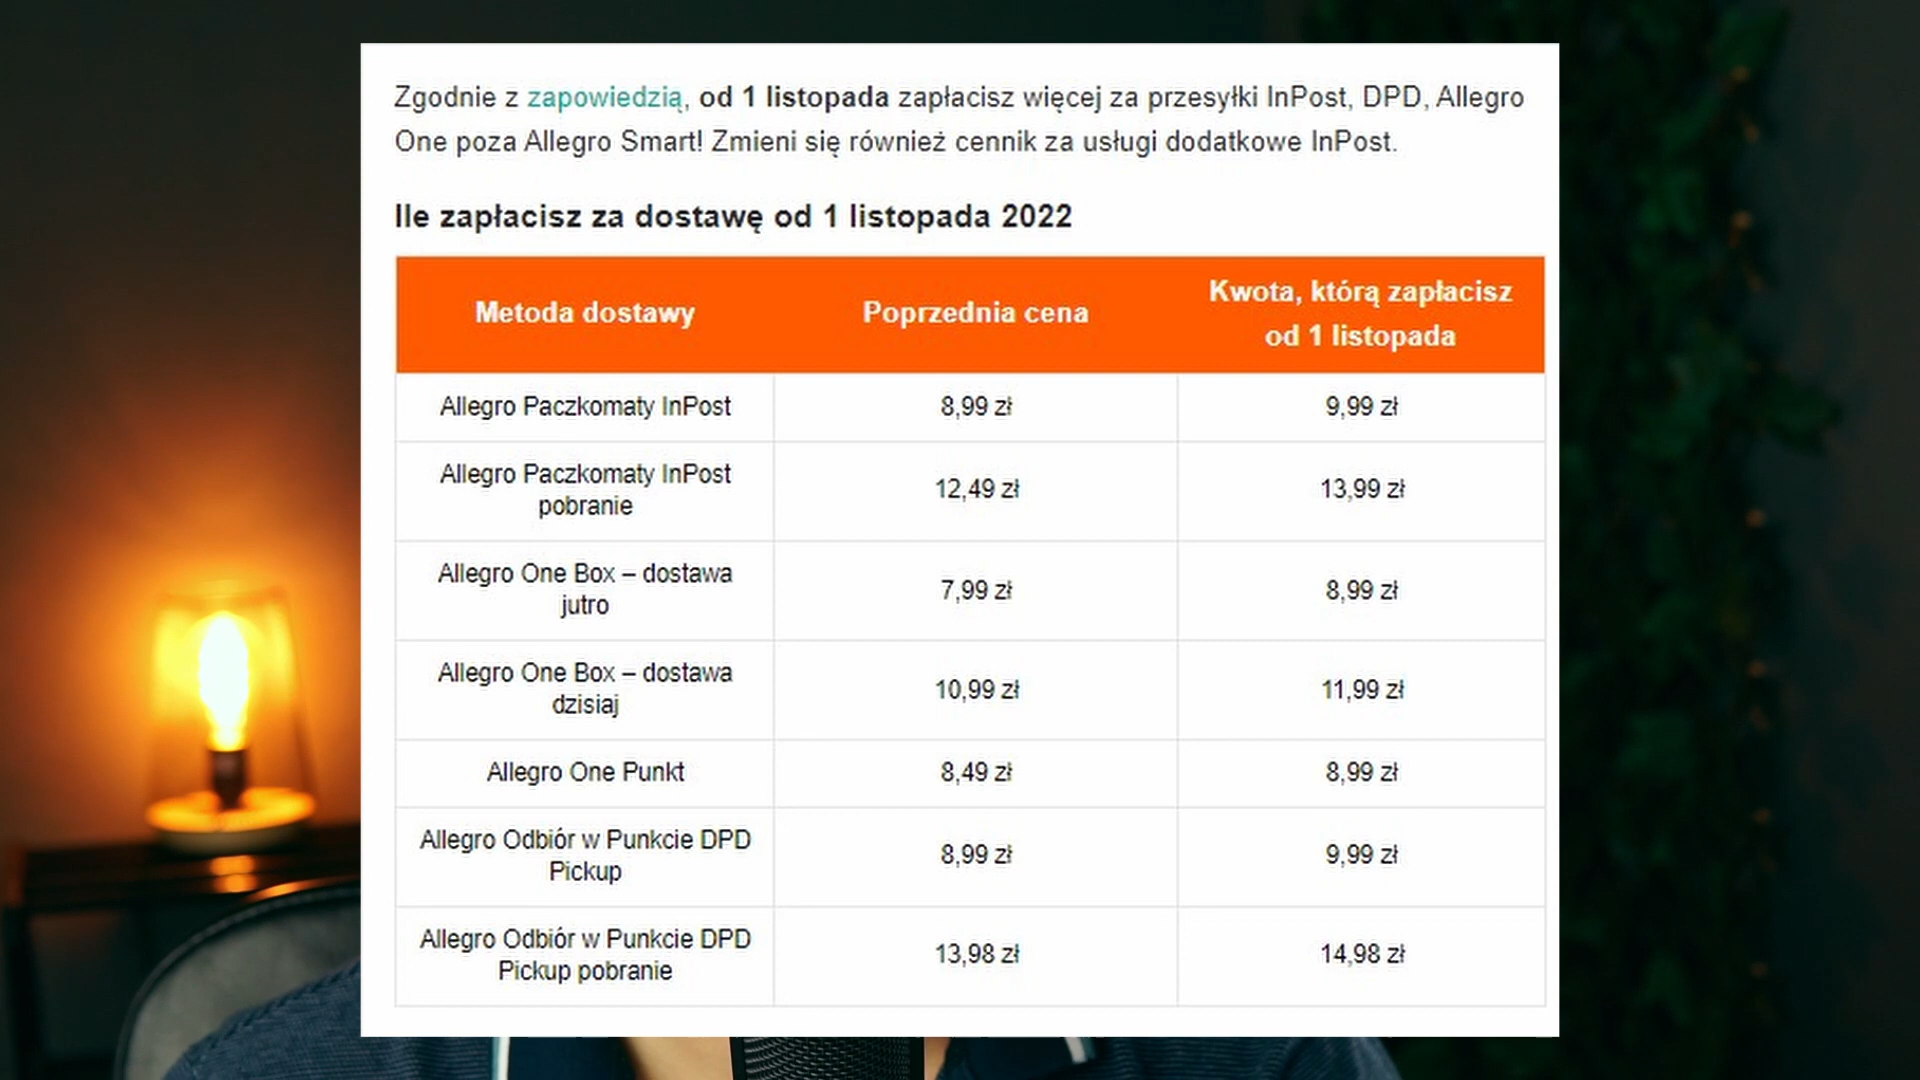 Zgodnie z zapowiedzią, od 1 listopada zapłacisz więcej za przesyłki InPost, DPD, Allegro
One poza Allegro Smart! Zmieni się również cennik za usługi dodatkowe InPost.
Ile zapłacisz za dostawę od 1 listopada 2022
Metoda dostawy Poprzednia cena Kwota, którą zapłacisz
od 1 listopada
Allegro Paczkomaty InPost 8,99 zł 9,99 zł
Allegro Paczkomaty InPost
pobranie 12,49 zł 13,99 zł
Allegro One Box – dostawa
jutro 7,99 zł 8,99 zł
Allegro One Box – dostawa
dzisiaj 10,99 zł 11,99 zł
Allegro One Punkt 8,49 zł 8,99 zł
Allegro Odbiór w Punkcie DPD
Pickup 8,99 zł 9,99 zł
Allegro Odbiór w Punkcie DPD
Pickup pobranie 13,98 zł 14,98 zł